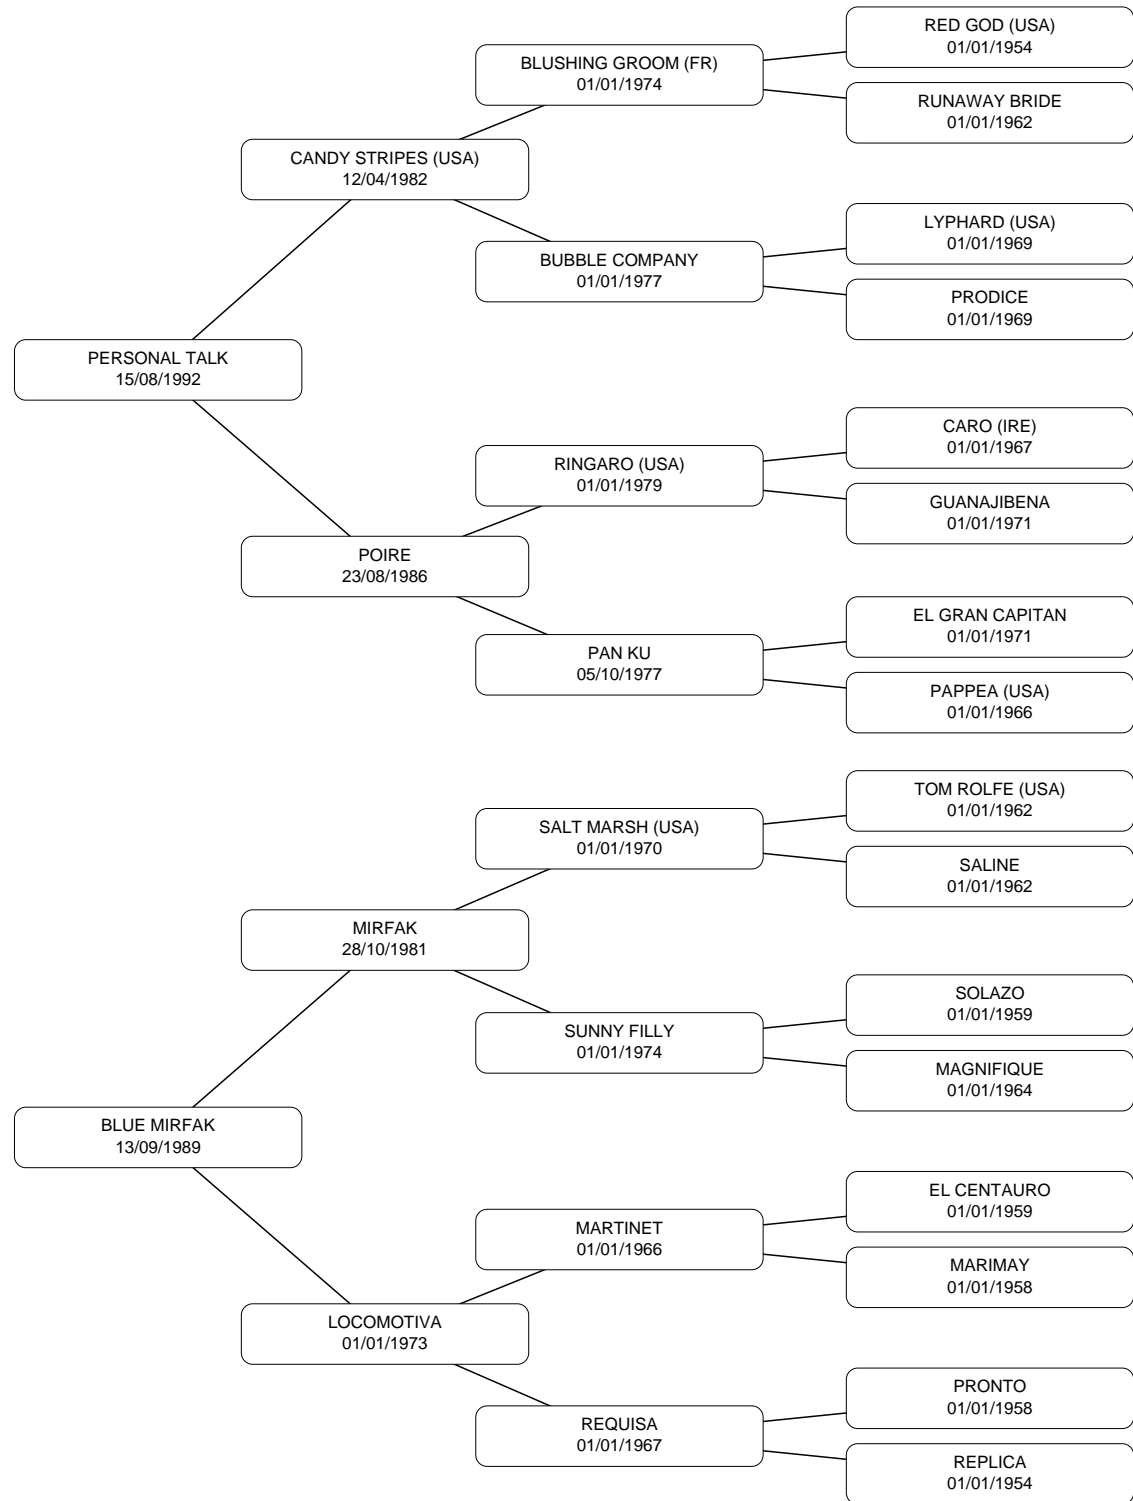 RED GOD (USA)
01/01/1954
BLUSHING GROOM (FR)
01/01/1974
RUNAWAY BRIDE
01/01/1962
CANDY STRIPES (USA)
12/04/1982
LYPHARD (USA)
01/01/1969
BUBBLE COMPANY
01/01/1977
PRODICE
01/01/1969
PERSONAL TALK
15/08/1992
CARO (IRE)
01/01/1967
RINGARO (USA)
01/01/1979
GUANAJIBENA
01/01/1971
POIRE
23/08/1986
EL GRAN CAPITAN
01/01/1971
PAN KU
05/10/1977
PAPPEA (USA)
01/01/1966
TOM ROLFE (USA)
01/01/1962
SALT MARSH (USA)
01/01/1970
SALINE
01/01/1962
MIRFAK
28/10/1981
SOLAZO
01/01/1959
SUNNY FILLY
01/01/1974
MAGNIFIQUE
01/01/1964
BLUE MIRFAK
13/09/1989
EL CENTAURO
01/01/1959
MARTINET
01/01/1966
MARIMAY
01/01/1958
LOCOMOTIVA
01/01/1973
PRONTO
01/01/1958
REQUISA
01/01/1967
REPLICA
01/01/1954